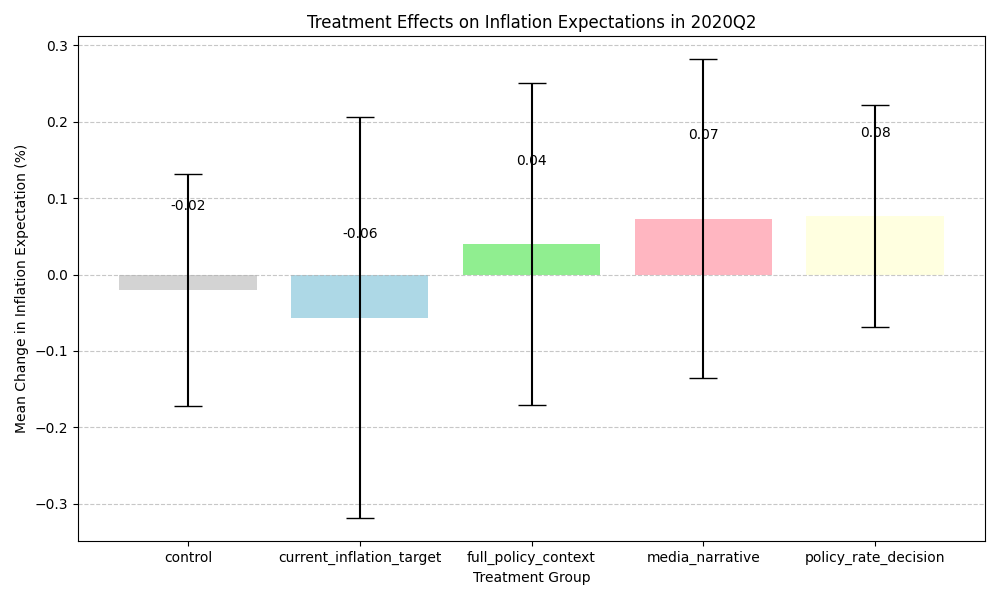 Treatment Effects on Inflation Expectations in 2020Q2
Mean Change in Inflation Expectation (%)
0.3
0.2
0.1
0.0
−0.1
−0.2
−0.3
-0.02
-0.06
0.04
0.07
0.08
control
current_inflation_target
full_policy_context
media_narrative
policy_rate_decision
Treatment Group